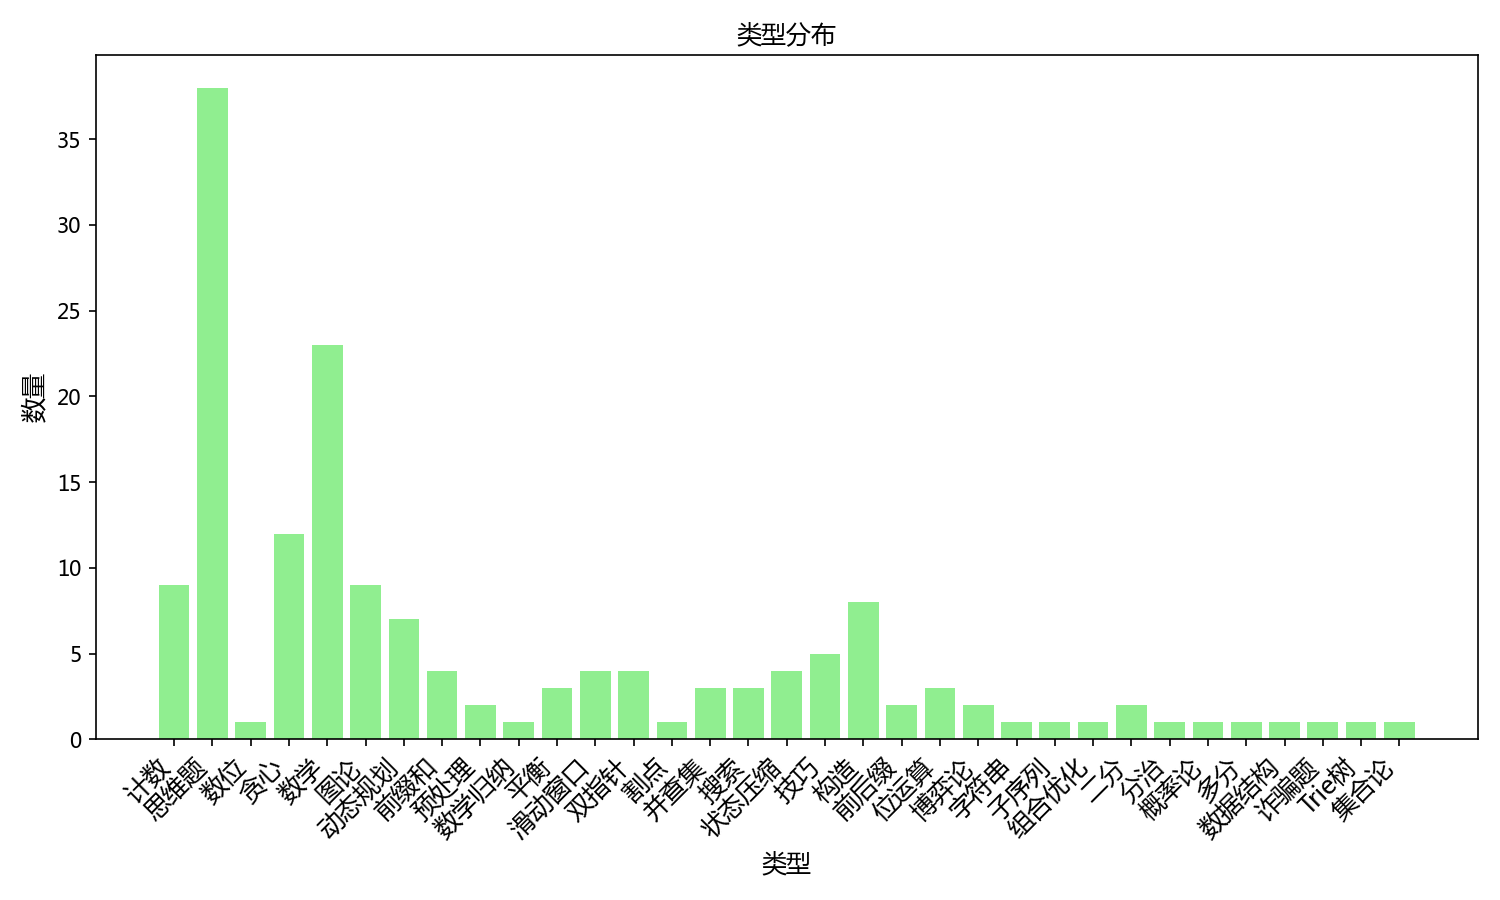 类型分布
35
30
25
20
15
10
5
0
数量
计数
思维题
数位
贪心
数学
图论
动态规划
前缀和
预处理
数学归纳
平衡
滑动窗口
双指针
割点
并查集
搜索
状态压缩
技巧
构造
前后缀
位运算
博弈论
字符串
子序列
组合优化
二分
分治
概率论
多分
数据结构
诈骗题
Trie树
集合论
类型